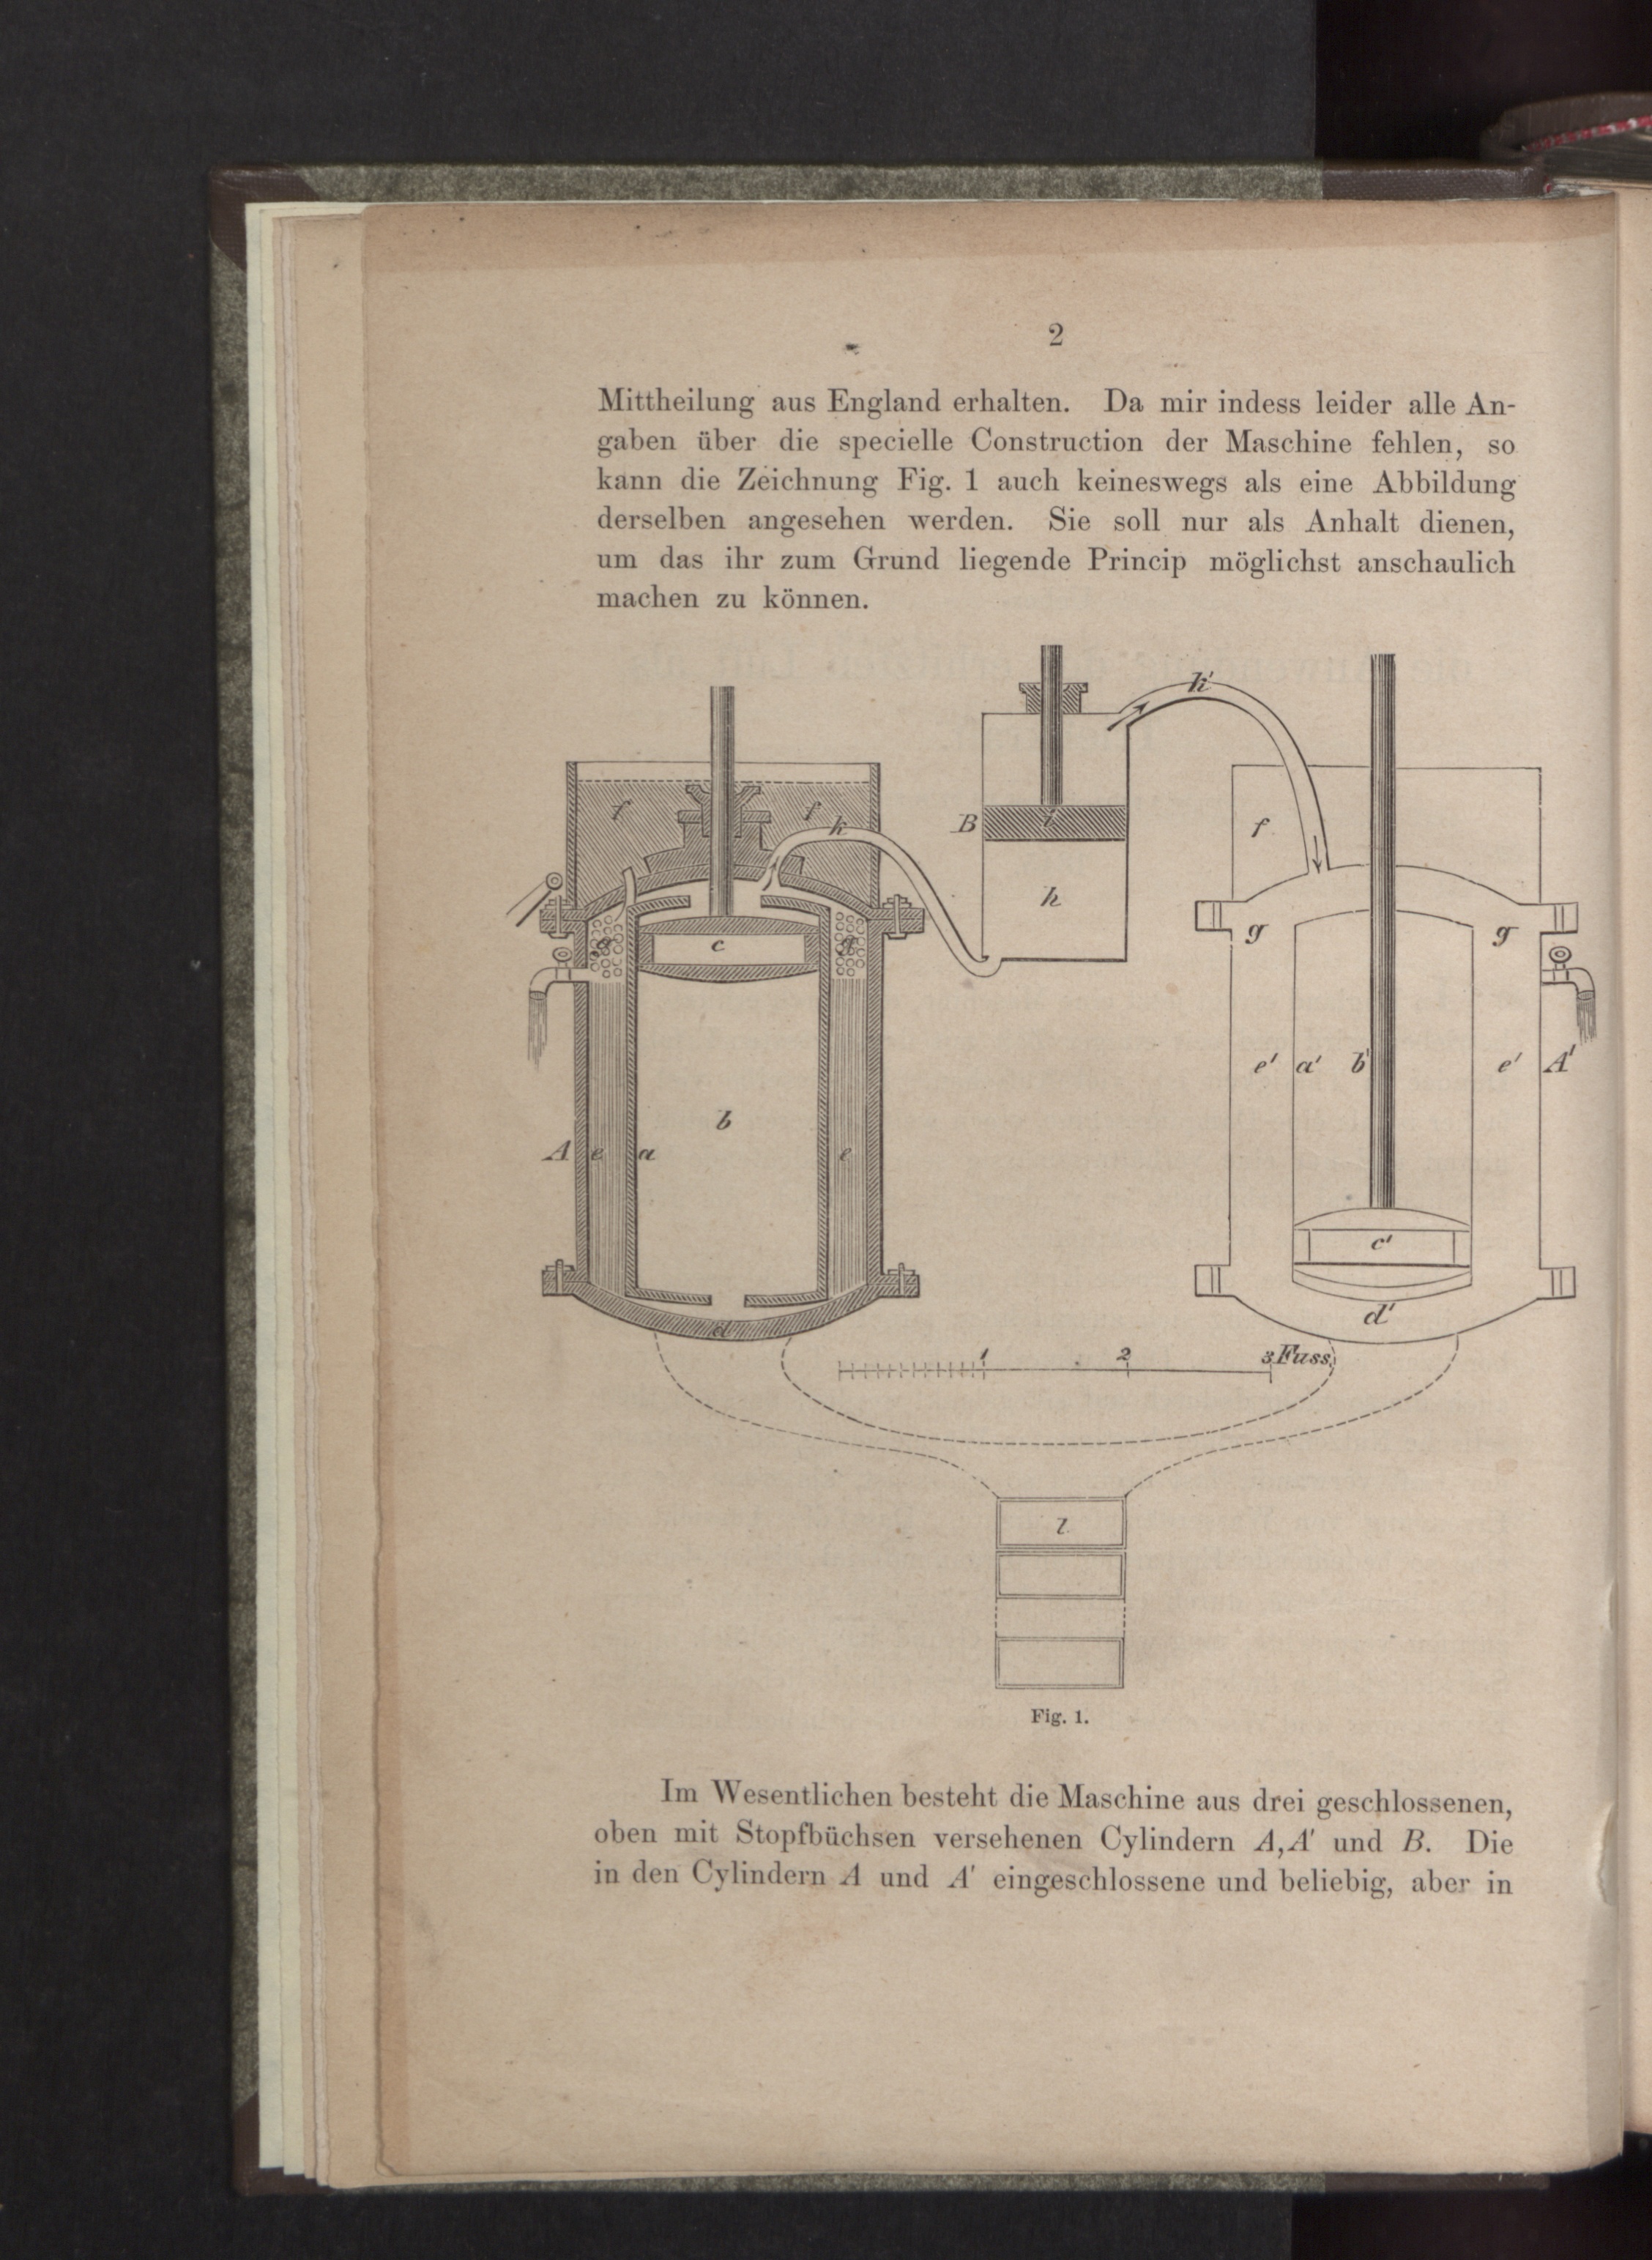 2
Mittheilung aus England erhalten. Da mir indess leider alle An-
gaben über die specielle Construction der Maschine fehlen, so
kann die Zeichnung Fig. 1 auch keineswegs als eine Abbildung
derselben angesehen werden. Sie soll nur als Anhalt dienen,
um das ihr zum Grund liegende Princip möglichst anschaulich
machen zu können.
k'
f f k B i f
h
g c g g g
e' a' b' e' A'
b
A e a e
c'
d d'
1 2 3 Fuss
l
Fig. 1.
Im Wesentlichen besteht die Maschine aus drei geschlossenen,
oben mit Stopfbüchsen versehenen Cylindern A, A' und B. Die
in den Cylindern A und A' eingeschlossene und beliebig, aber in